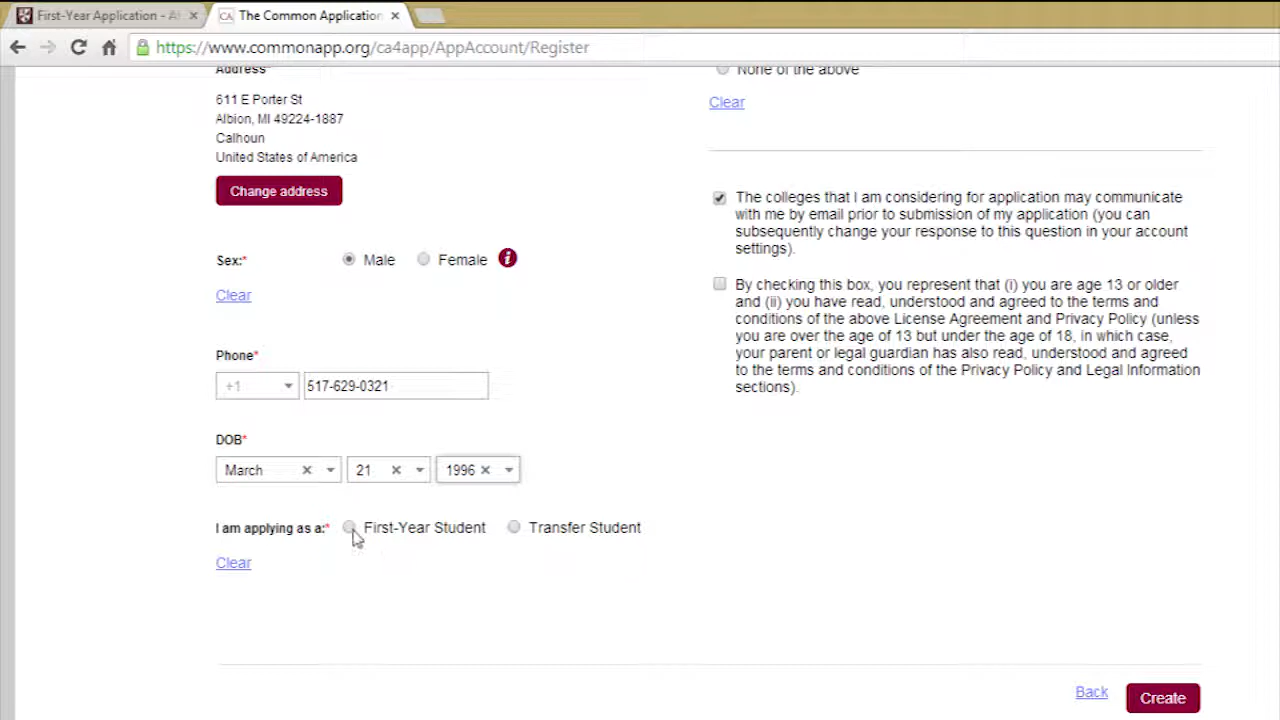 First-Year Application - A
The Common Application
https://www.commonapp.org/ca4app/AppAccount/Register
Address*
611 E Porter St
Albion, MI 49224-1887
Calhoun
United States of America
Change address
Sex:*
Male
Female
i
Clear
Phone*
+1
517-629-0321
DOB*
March
21
1996
I am applying as a:*
First-Year Student
Transfer Student
Clear
None of the above
Clear
The colleges that I am considering for application may communicate
with me by email prior to submission of my application (you can
subsequently change your response to this question in your account
settings).
By checking this box, you represent that (i) you are age 13 or older
and (ii) you have read, understood and agreed to the terms and
conditions of the above License Agreement and Privacy Policy (unless
you are over the age of 13 but under the age of 18, in which case,
your parent or legal guardian has also read, understood and agreed
to the terms and conditions of the Privacy Policy and Legal Information
sections).
Back
Create